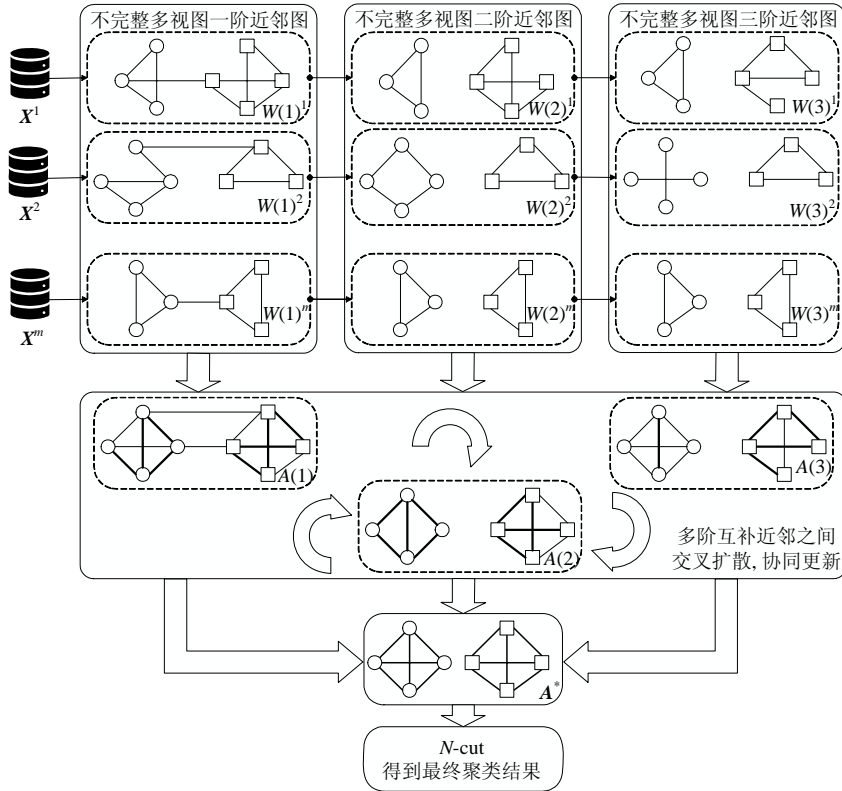 不完整多视图一阶近邻图
不完整多视图二阶近邻图
不完整多视图三阶近邻图
X^1
W(1)^1
W(2)^1
W(3)^1
X^2
W(1)^2
W(2)^2
W(3)^2
X^m
W(1)^m
W(2)^m
W(3)^m
A(1)
A(3)
A(2)
多阶互补近邻之间
交叉扩散, 协同更新
A^*
N-cut
得到最终聚类结果